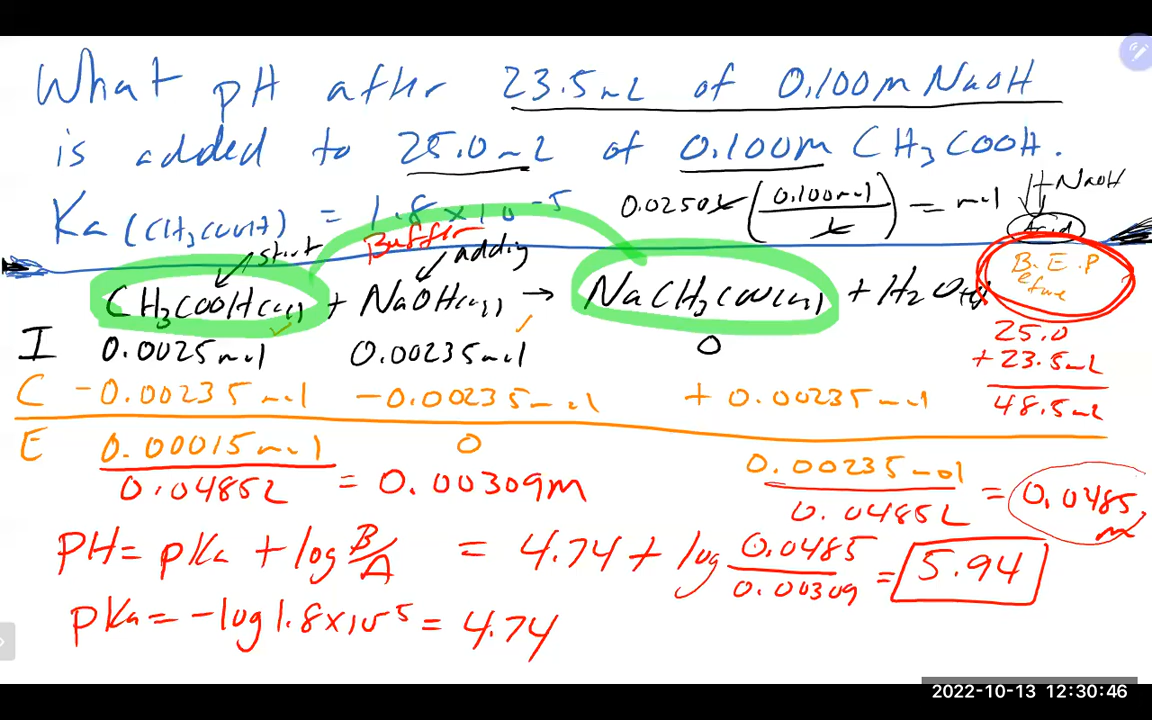 What pH after 23.5mL of 0.100M NaOH
is added to 25.0mL of 0.100M CH3COOH.
Ka (CH3COOH) = 1.8 x 10^-5
0.0250L (0.100mol / L) = mol
+ NaOH
Acid
Buffer
start
adding
B.E.P
efore
CH3COOH(aq) + NaOH(aq) → NaCH3COO(aq) + H2O(l)
I 0.0025mol 0.00235mol 0
25.0
+ 23.5mL
48.5mL
C -0.00235mol -0.00235mol +0.00235mol
E 0.00015mol 0 0.00235mol
0.0485L = 0.00309M
0.0485L = 0.0485 M
pH = pKa + log B/A = 4.74 + log 0.0485/0.00309 = 5.94
pKa = -log 1.8x10^-5 = 4.74
2022-10-13 12:30:46